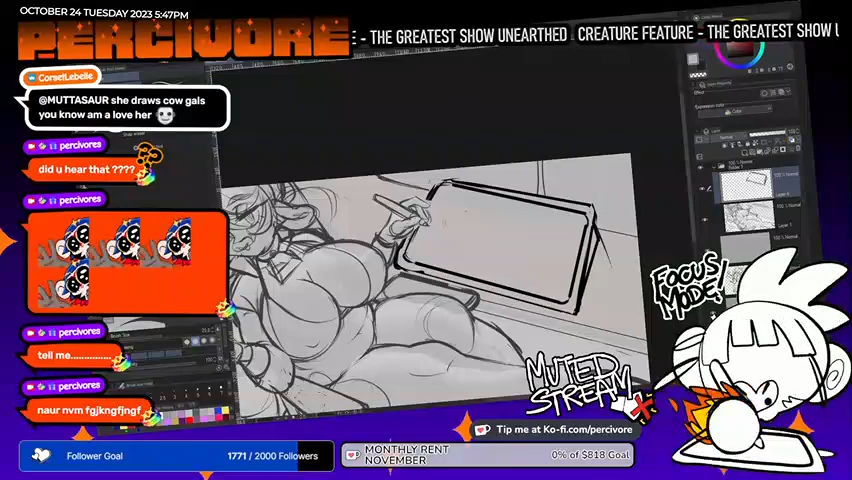 OCTOBER 24 TUESDAY 2023 5:47PM
PERCIVORE
E - THE GREATEST SHOW UNEARTHED CREATURE FEATURE - THE GREATEST SHOW U
CorsetLebelle
@MUTTASAUR she draws cow gals
you know am a love her
percivores
did u hear that ????
percivores
percivores
tell me...............
percivores
naur nvm fgjkngfjngf
FOCUS
MODE!
MUTED
STREAM
Tip me at Ko-fi.com/percivore
Follower Goal
1771 / 2000 Followers
MONTHLY RENT
NOVEMBER
0% of $818 Goal